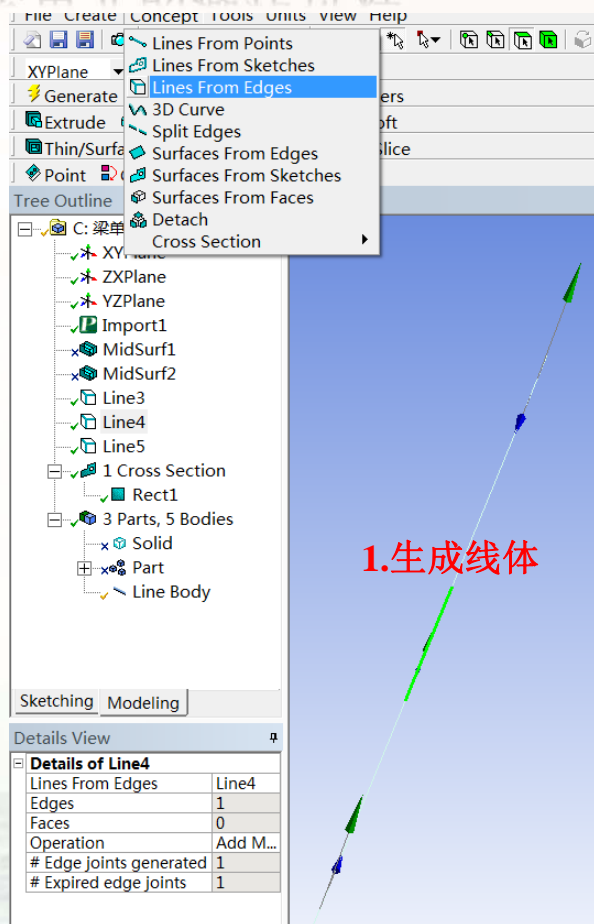 File Create Concept Tools Units View Help
Lines From Points
Lines From Sketches
XYPlane
Lines From Edges
Generate
ers
3D Curve
Extrude
oft
Split Edges
Thin/Surfa
Slice
Surfaces From Edges
Point
Surfaces From Sketches
Surfaces From Faces
Detach
Cross Section
Tree Outline
C: 梁单
XYPlane
ZXPlane
YZPlane
Import1
MidSurf1
MidSurf2
Line3
Line4
Line5
1 Cross Section
Rect1
3 Parts, 5 Bodies
Solid
Part
Line Body
1.生成线体
Sketching Modeling
Details View
Details of Line4
Lines From Edges Line4
Edges 1
Faces 0
Operation Add M...
# Edge joints generated 1
# Expired edge joints 1